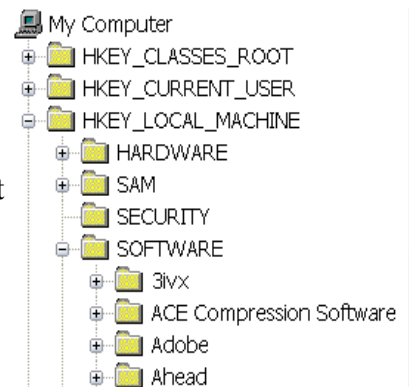 My Computer
HKEY_CLASSES_ROOT
HKEY_CURRENT_USER
HKEY_LOCAL_MACHINE
HARDWARE
t
SAM
SECURITY
SOFTWARE
3ivx
ACE Compression Software
Adobe
Ahead